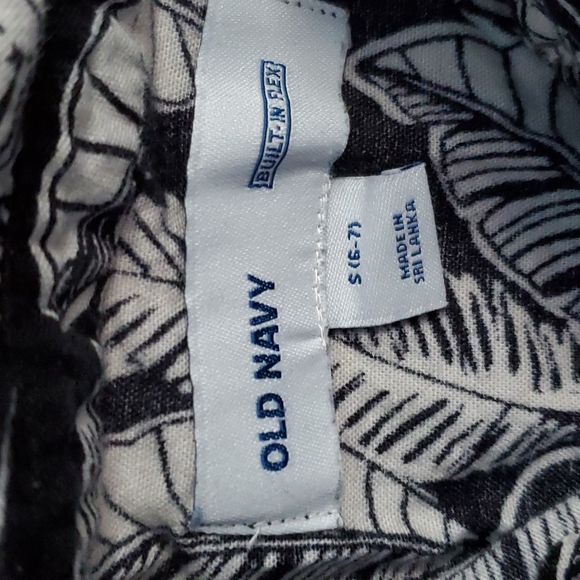 OLD NAVY
BUILT-IN FLEX
S (6-7)
MADE IN
SRI LANKA